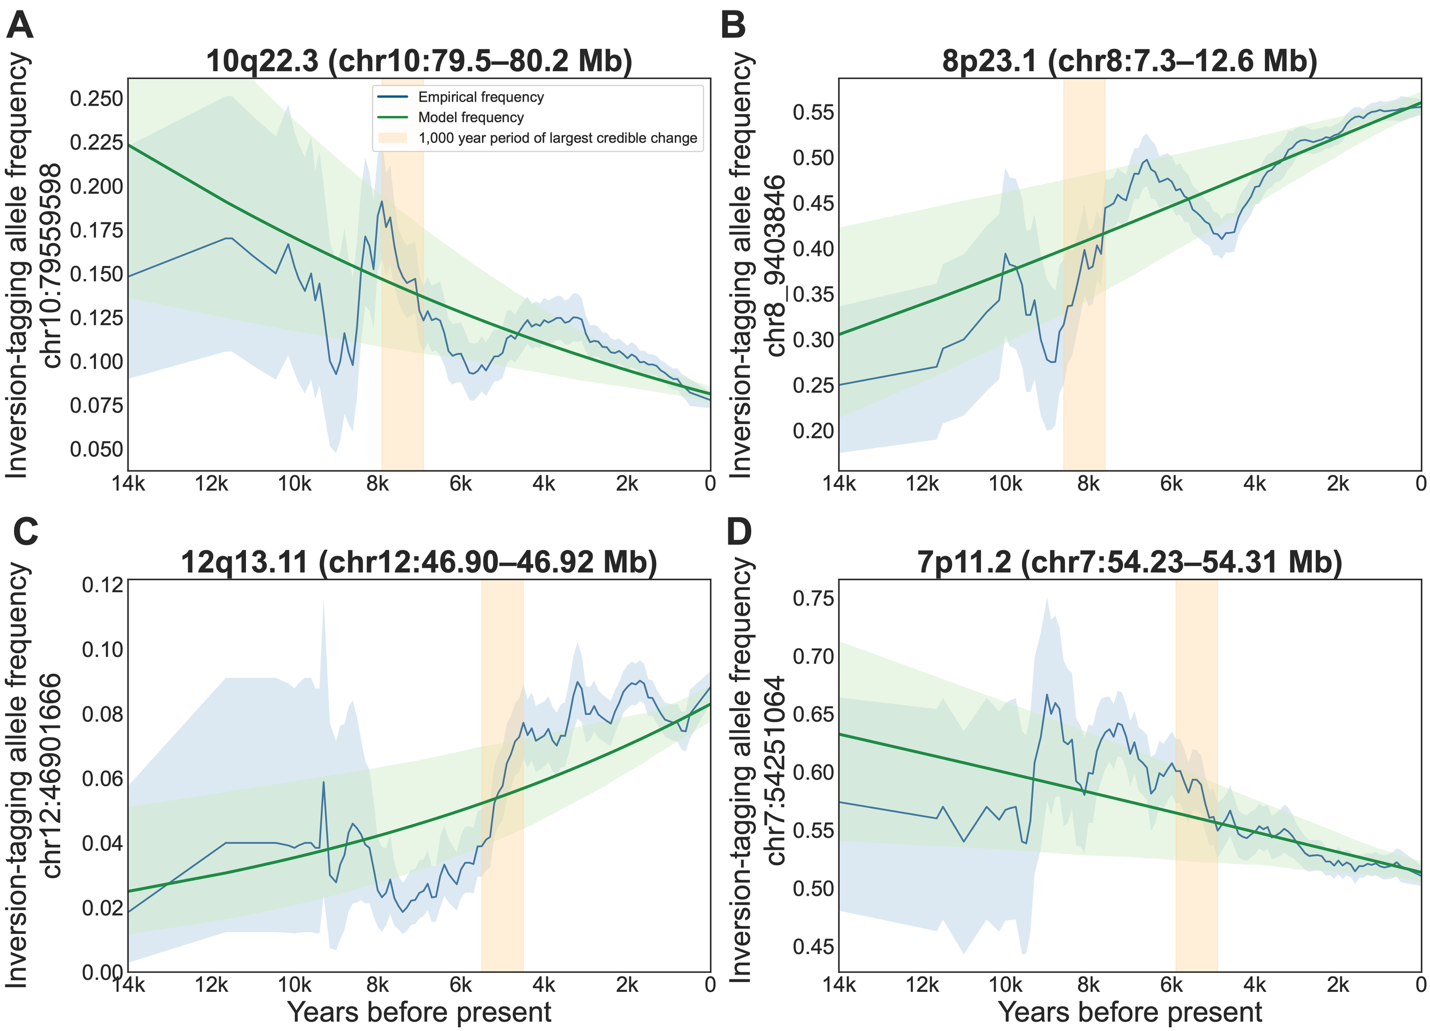 A
10q22.3 (chr10:79.5–80.2 Mb)
Inversion-tagging allele frequency
chr10:79559598
0.250
0.225
0.200
0.175
0.150
0.125
0.100
0.075
0.050
Empirical frequency
Model frequency
1,000 year period of largest credible change
14k 12k 10k 8k 6k 4k 2k 0
B
8p23.1 (chr8:7.3–12.6 Mb)
Inversion-tagging allele frequency
chr8_9403846
0.55
0.50
0.45
0.40
0.35
0.30
0.25
0.20
14k 12k 10k 8k 6k 4k 2k 0
C
12q13.11 (chr12:46.90–46.92 Mb)
Inversion-tagging allele frequency
chr12:46901666
0.12
0.10
0.08
0.06
0.04
0.02
0.00
14k 12k 10k 8k 6k 4k 2k 0
Years before present
D
7p11.2 (chr7:54.23–54.31 Mb)
Inversion-tagging allele frequency
chr7:54251064
0.75
0.70
0.65
0.60
0.55
0.50
0.45
14k 12k 10k 8k 6k 4k 2k 0
Years before present